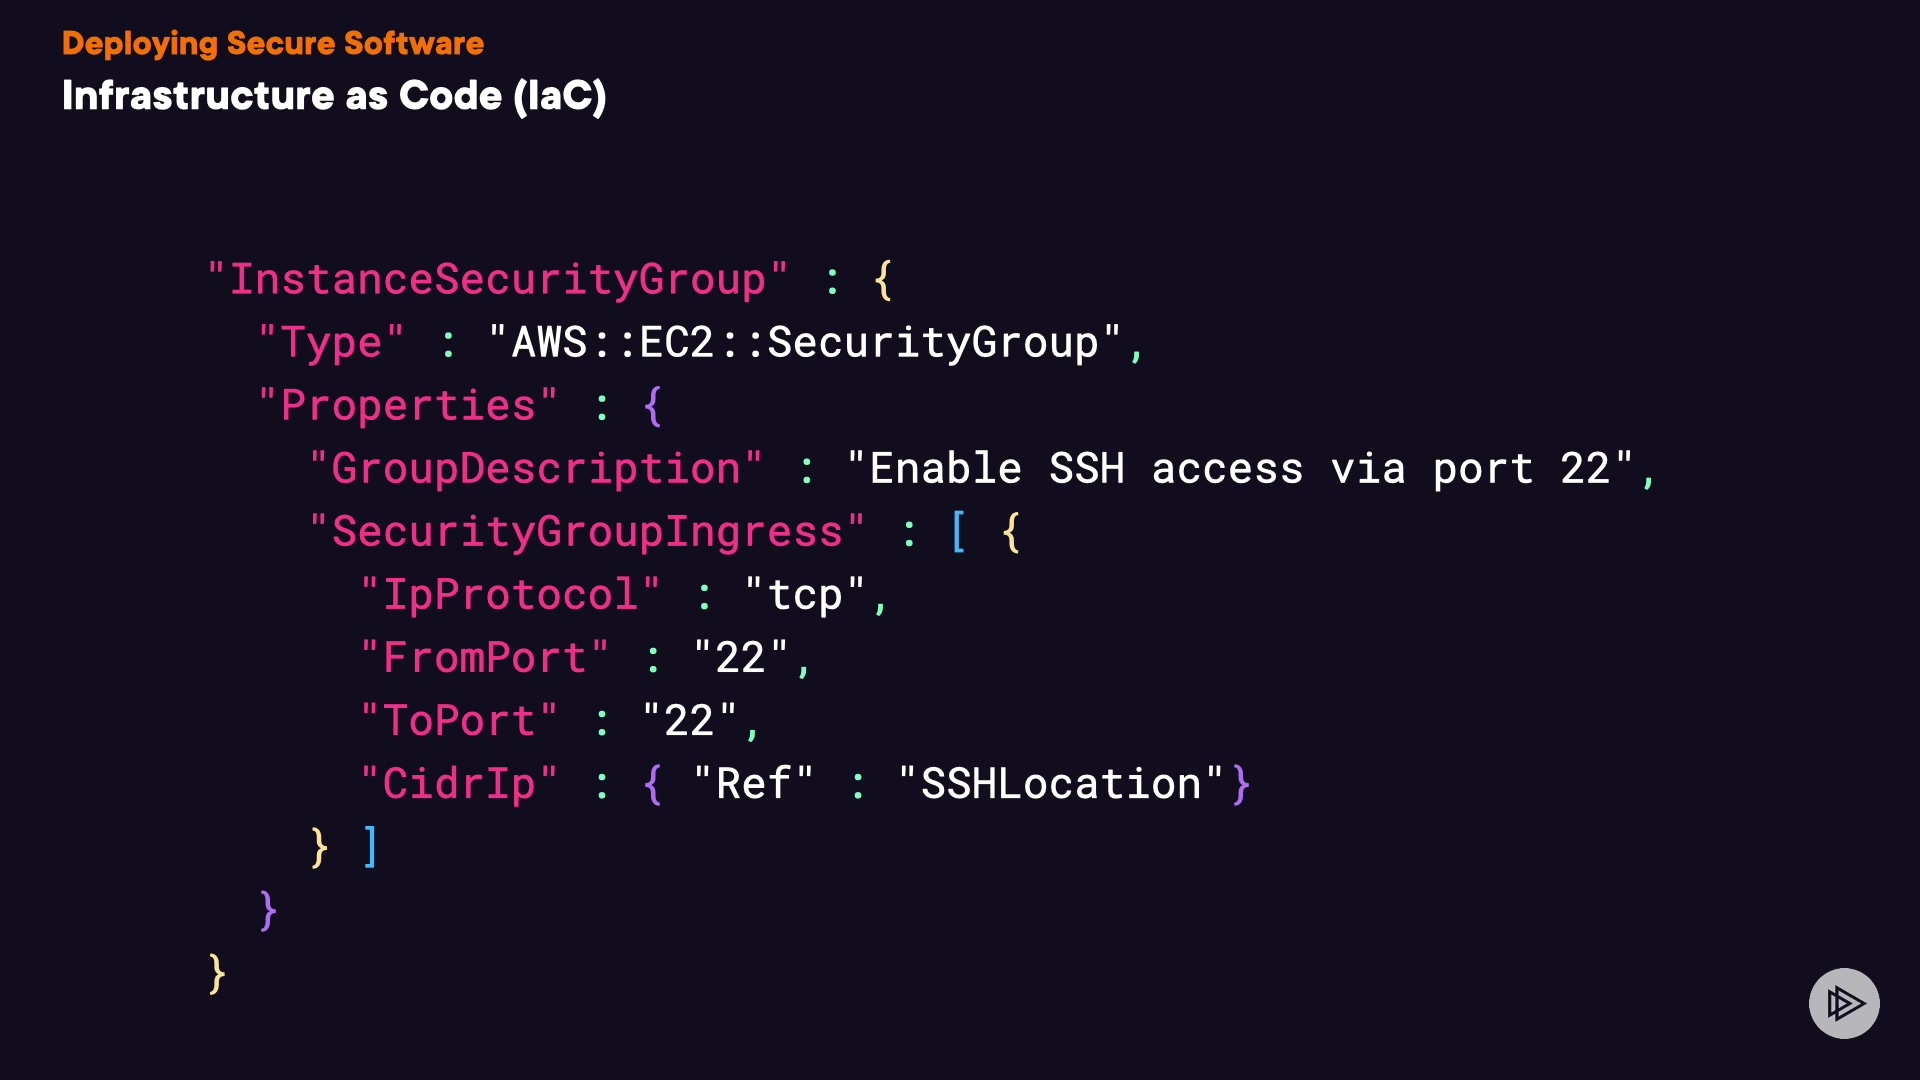 Deploying Secure Software
Infrastructure as Code (IaC)
"InstanceSecurityGroup" : {
"Type" : "AWS::EC2::SecurityGroup",
"Properties" : {
"GroupDescription" : "Enable SSH access via port 22",
"SecurityGroupIngress" : [ {
"IpProtocol" : "tcp",
"FromPort" : "22",
"ToPort" : "22",
"CidrIp" : { "Ref" : "SSHLocation"}
} ]
}
}